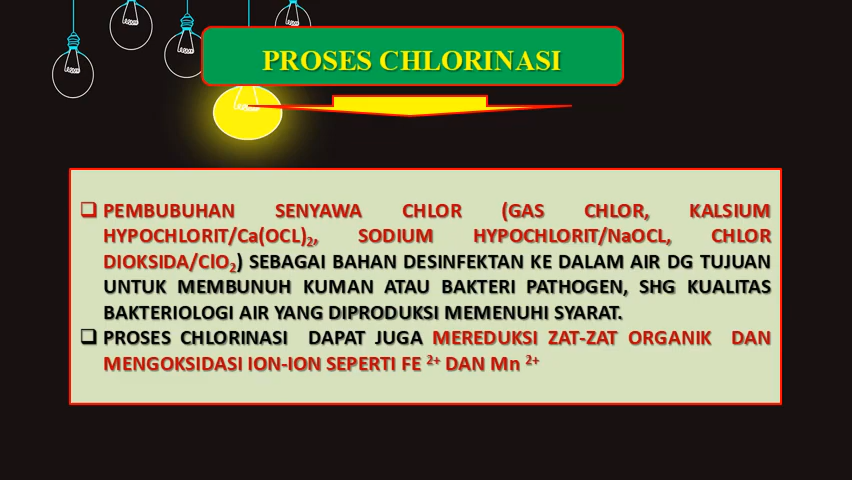 PROSES CHLORINASI
❑ PEMBUBUHAN SENYAWA CHLOR (GAS CHLOR, KALSIUM
HYPOCHLORIT/Ca(OCL)₂, SODIUM HYPOCHLORIT/NaOCL, CHLOR
DIOKSIDA/ClO₂) SEBAGAI BAHAN DESINFEKTAN KE DALAM AIR DG TUJUAN
UNTUK MEMBUNUH KUMAN ATAU BAKTERI PATHOGEN, SHG KUALITAS
BAKTERIOLOGI AIR YANG DIPRODUKSI MEMENUHI SYARAT.
❑ PROSES CHLORINASI DAPAT JUGA MEREDUKSI ZAT-ZAT ORGANIK DAN
MENGOKSIDASI ION-ION SEPERTI FE ²⁺ DAN Mn ²⁺